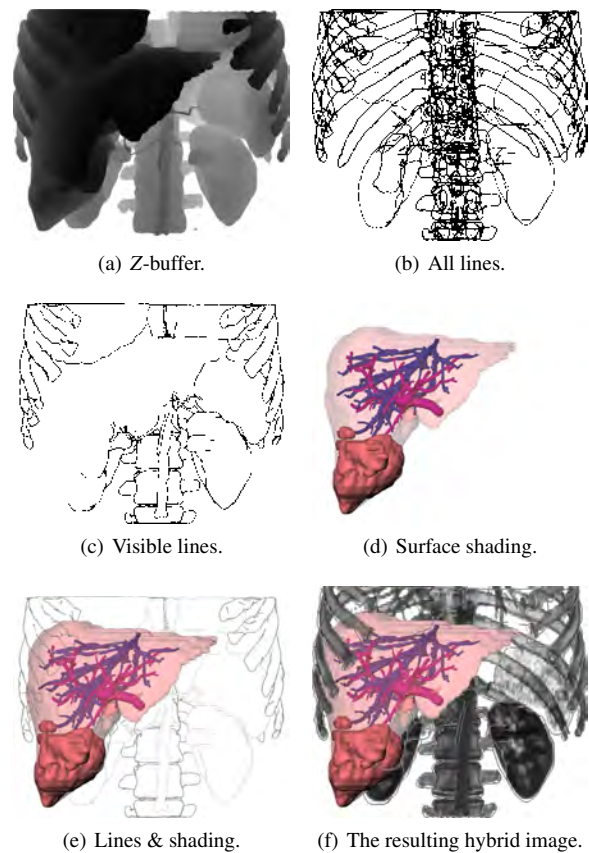 (a) Z-buffer.
(b) All lines.
(c) Visible lines.
(d) Surface shading.
(e) Lines & shading.
(f) The resulting hybrid image.